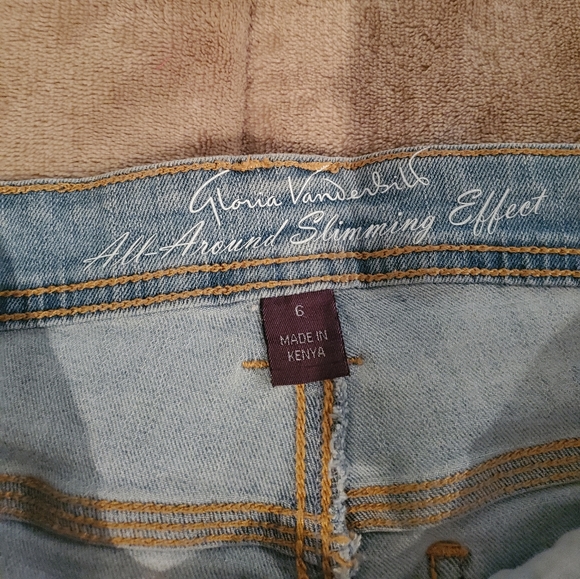 Gloria Vanderbilt
All-Around Slimming Effect
6
MADE IN
KENYA